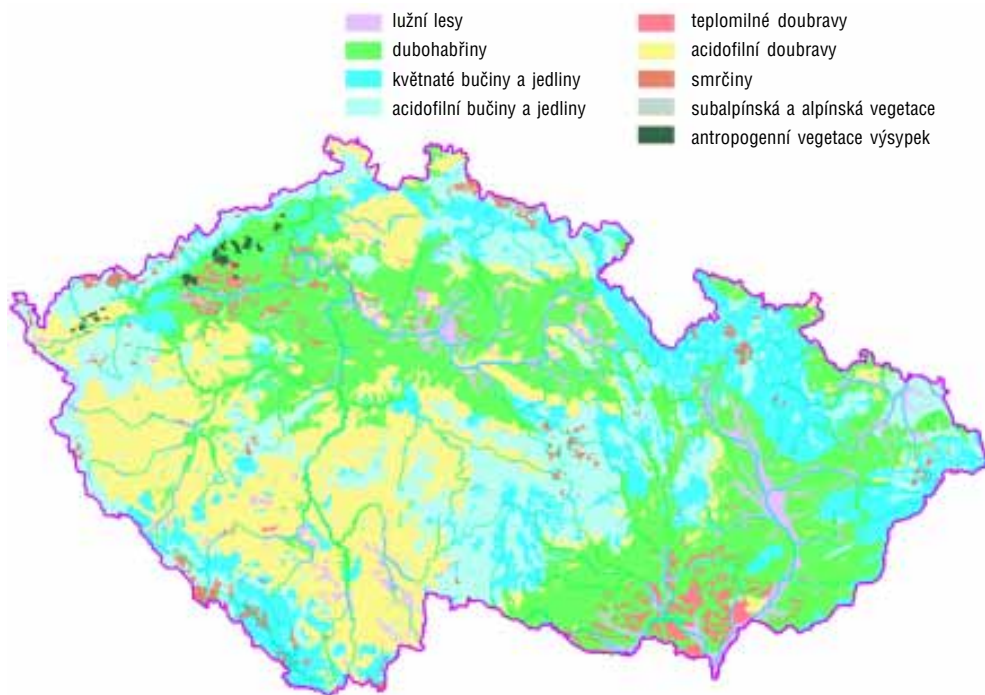 lužní lesy
dubohabřiny
květnaté bučiny a jedliny
acidofilní bučiny a jedliny
teplomilné doubravy
acidofilní doubravy
smrčiny
subalpínská a alpínská vegetace
antropogenní vegetace výsypek